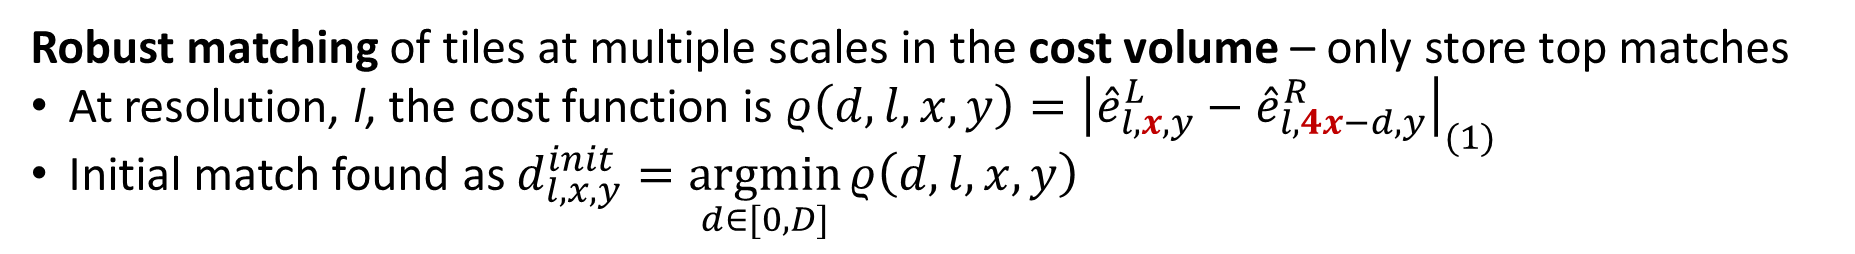 Robust matching of tiles at multiple scales in the cost volume – only store top matches
• At resolution, l, the cost function is ϱ(d, l, x, y) = |ê^L_{l,x,y} − ê^R_{l,4x−d,y}|_(1)
• Initial match found as d^{init}_{l,x,y} = argmin_{d∈[0,D]} ϱ(d, l, x, y)